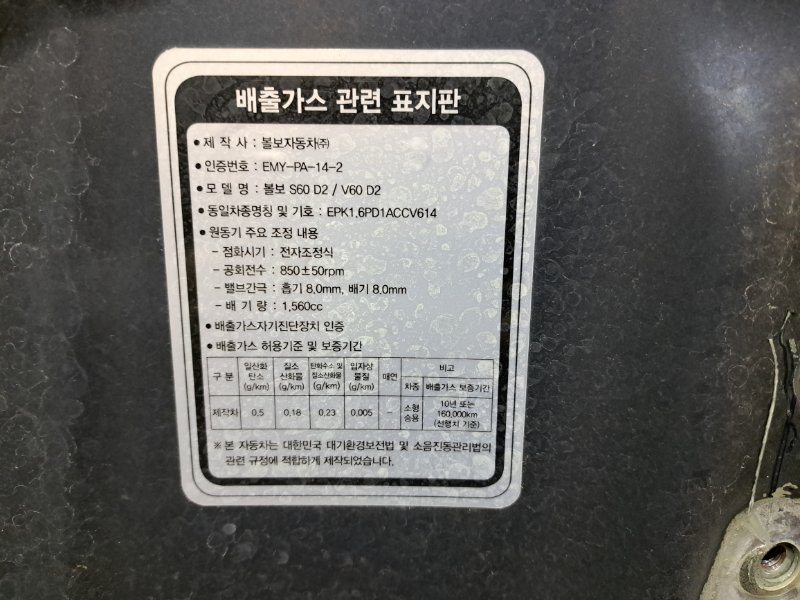 배출가스 관련 표지판
• 제 작 사 : 볼보자동차㈜
• 인증번호 : EMY-PA-14-2
• 모 델 명 : 볼보 S60 D2 / V60 D2
• 동일차종명칭 및 기호 : EPK1.6PD1ACCV614
• 원동기 주요 조정 내용
- 점화시기 : 전자조정식
- 공회전수 : 850±50rpm
- 밸브간극 : 흡기 8.0mm, 배기 8.0mm
- 배 기 량 : 1,560cc
• 배출가스자기진단장치 인증
• 배출가스 허용기준 및 보증기간
구 분 일산화탄소 (g/km) 질소산화물 (g/km) 탄화수소 및 질소산화물 (g/km) 입자상물질 (g/km) 매연 비고
차종 배출가스 보증기간
제작차 0.5 0.18 0.23 0.005 - 소형승용 10년 또는 160,000km (선행치 기준)
※ 본 자동차는 대한민국 대기환경보전법 및 소음진동관리법의
관련 규정에 적합하게 제작되었습니다.